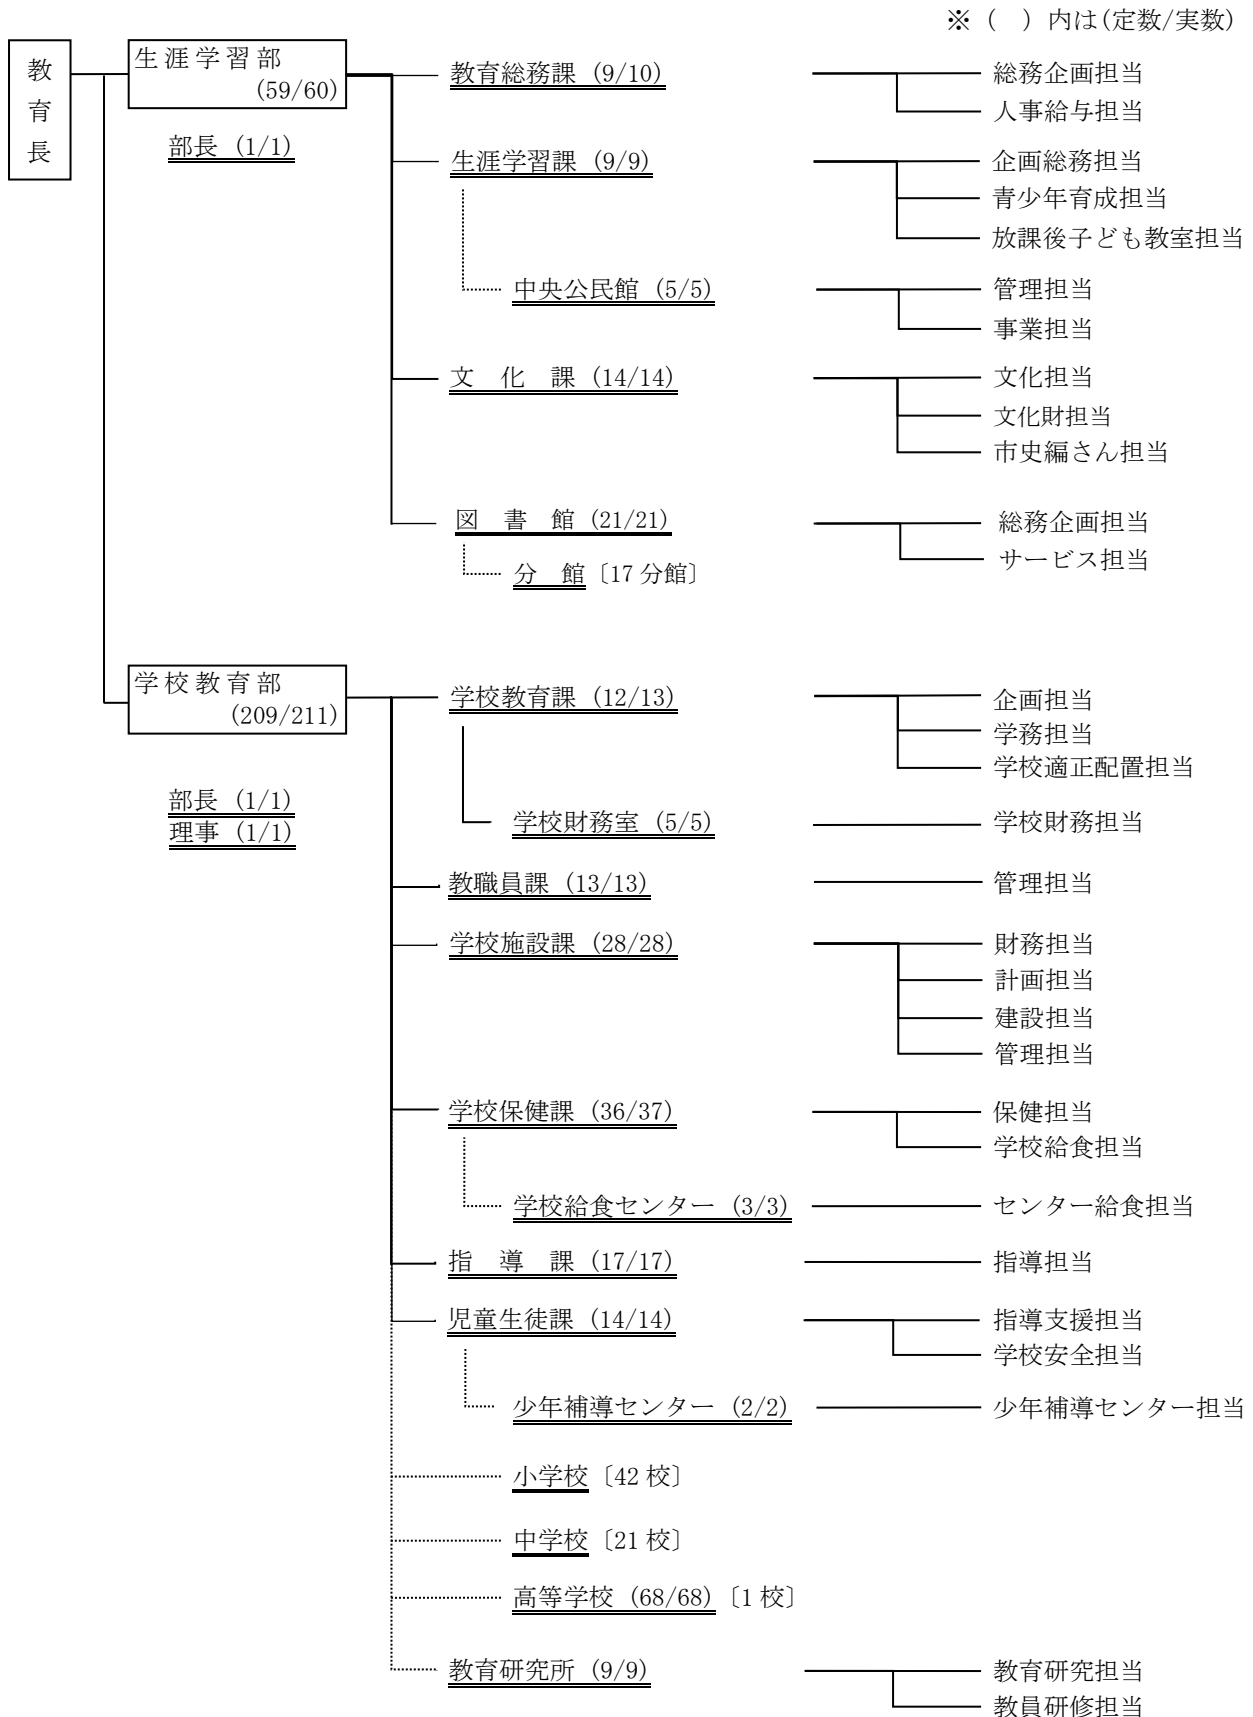 ※（　）内は(定数/実数)
教育長
生涯学習部
(59/60)
部長（1/1）
教育総務課（9/10）
総務企画担当
人事給与担当
生涯学習課（9/9）
企画総務担当
青少年育成担当
放課後子ども教室担当
中央公民館（5/5）
管理担当
事業担当
文　化　課（14/14）
文化担当
文化財担当
市史編さん担当
図　書　館（21/21）
総務企画担当
サービス担当
分　館〔17分館〕
学校教育部
(209/211)
部長（1/1）
理事（1/1）
学校教育課（12/13）
企画担当
学務担当
学校適正配置担当
学校財務室（5/5）
学校財務担当
教職員課（13/13）
管理担当
学校施設課（28/28）
財務担当
計画担当
建設担当
管理担当
学校保健課（36/37）
保健担当
学校給食担当
学校給食センター（3/3）
センター給食担当
指　導　課（17/17）
指導担当
児童生徒課（14/14）
指導支援担当
学校安全担当
少年補導センター（2/2）
少年補導センター担当
小学校〔42校〕
中学校〔21校〕
高等学校（68/68）〔1校〕
教育研究所（9/9）
教育研究担当
教員研修担当